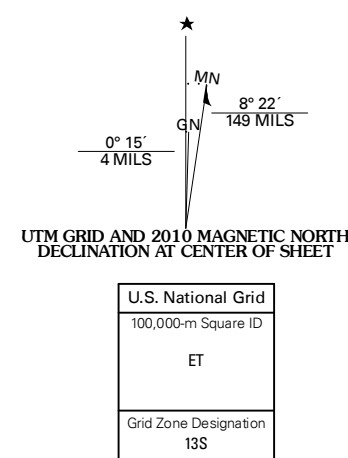 MN
GN
8° 22´
149 MILS
0° 15´
4 MILS
UTM GRID AND 2010 MAGNETIC NORTH
DECLINATION AT CENTER OF SHEET
U.S. National Grid
100,000-m Square ID
ET
Grid Zone Designation
13S